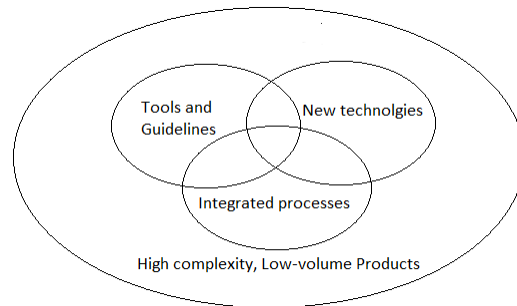 Tools and
Guidelines
New technolgies
Integrated processes
High complexity, Low-volume Products